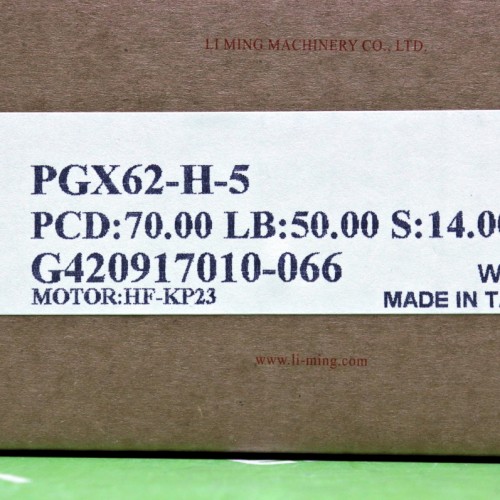 LI MING MACHINERY CO., LTD.
PGX62-H-5
PCD:70.00 LB:50.00 S:14.00
G420917010-066
MOTOR:HF-KP23
MADE IN
www.li-ming.com